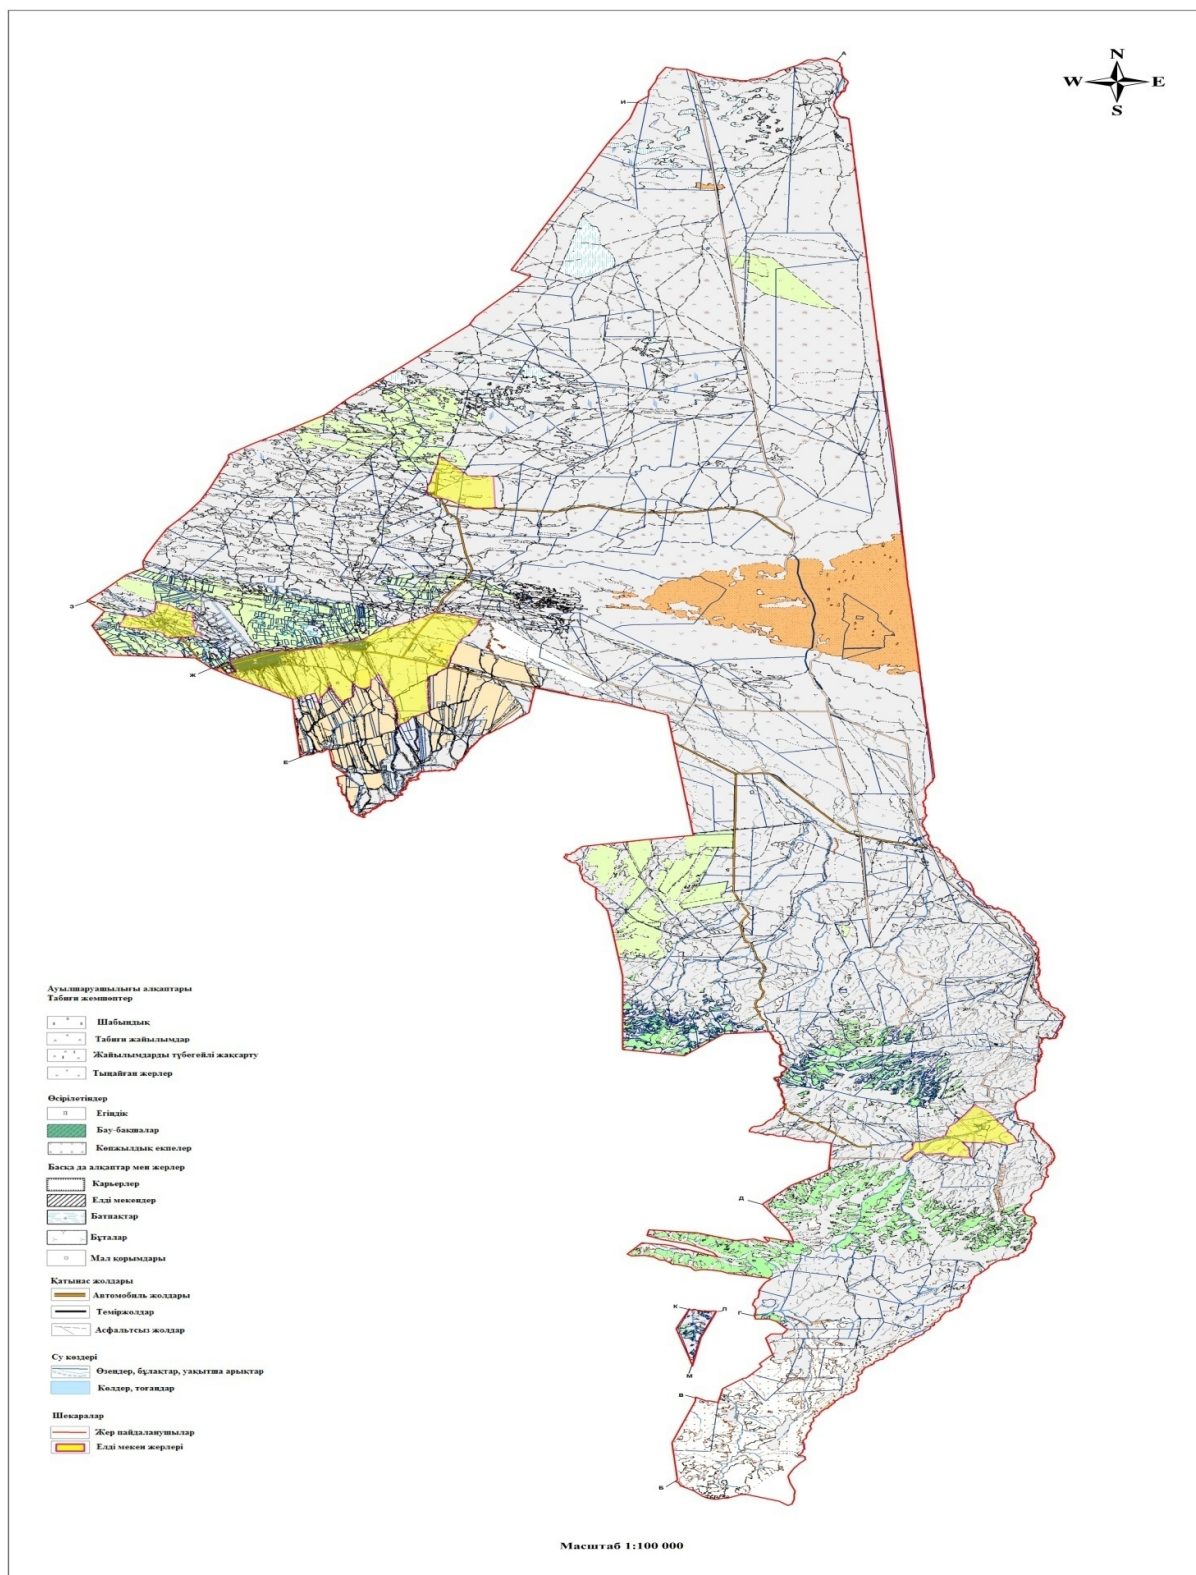 N
W E
S
А
И
З
Ж
Е
Д
К Л
Г
М
В
Б
Ауылшаруашылығы алқаптары
Табиғи жемшөптер
Шабындық
Табиғи жайылымдар
Жайылымдарды түбегейлі жақсарту
Тыңайған жерлер
Өсірілетіндер
Егіндік
Бау-бақшалар
Көпжылдық екпелер
Басқа да алқаптар мен жерлер
Карьерлер
Елді мекендер
Батпақтар
Бұталар
Мал қорымдары
Қатынас жолдары
Автомобиль жолдары
Теміржолдар
Асфальтсыз жолдар
Су көздері
Өзендер, бұлақтар, уақытша арықтар
Көлдер, тоғандар
Шекаралар
Жер пайдаланушылар
Елді мекен жерлері
Масштаб 1:100 000